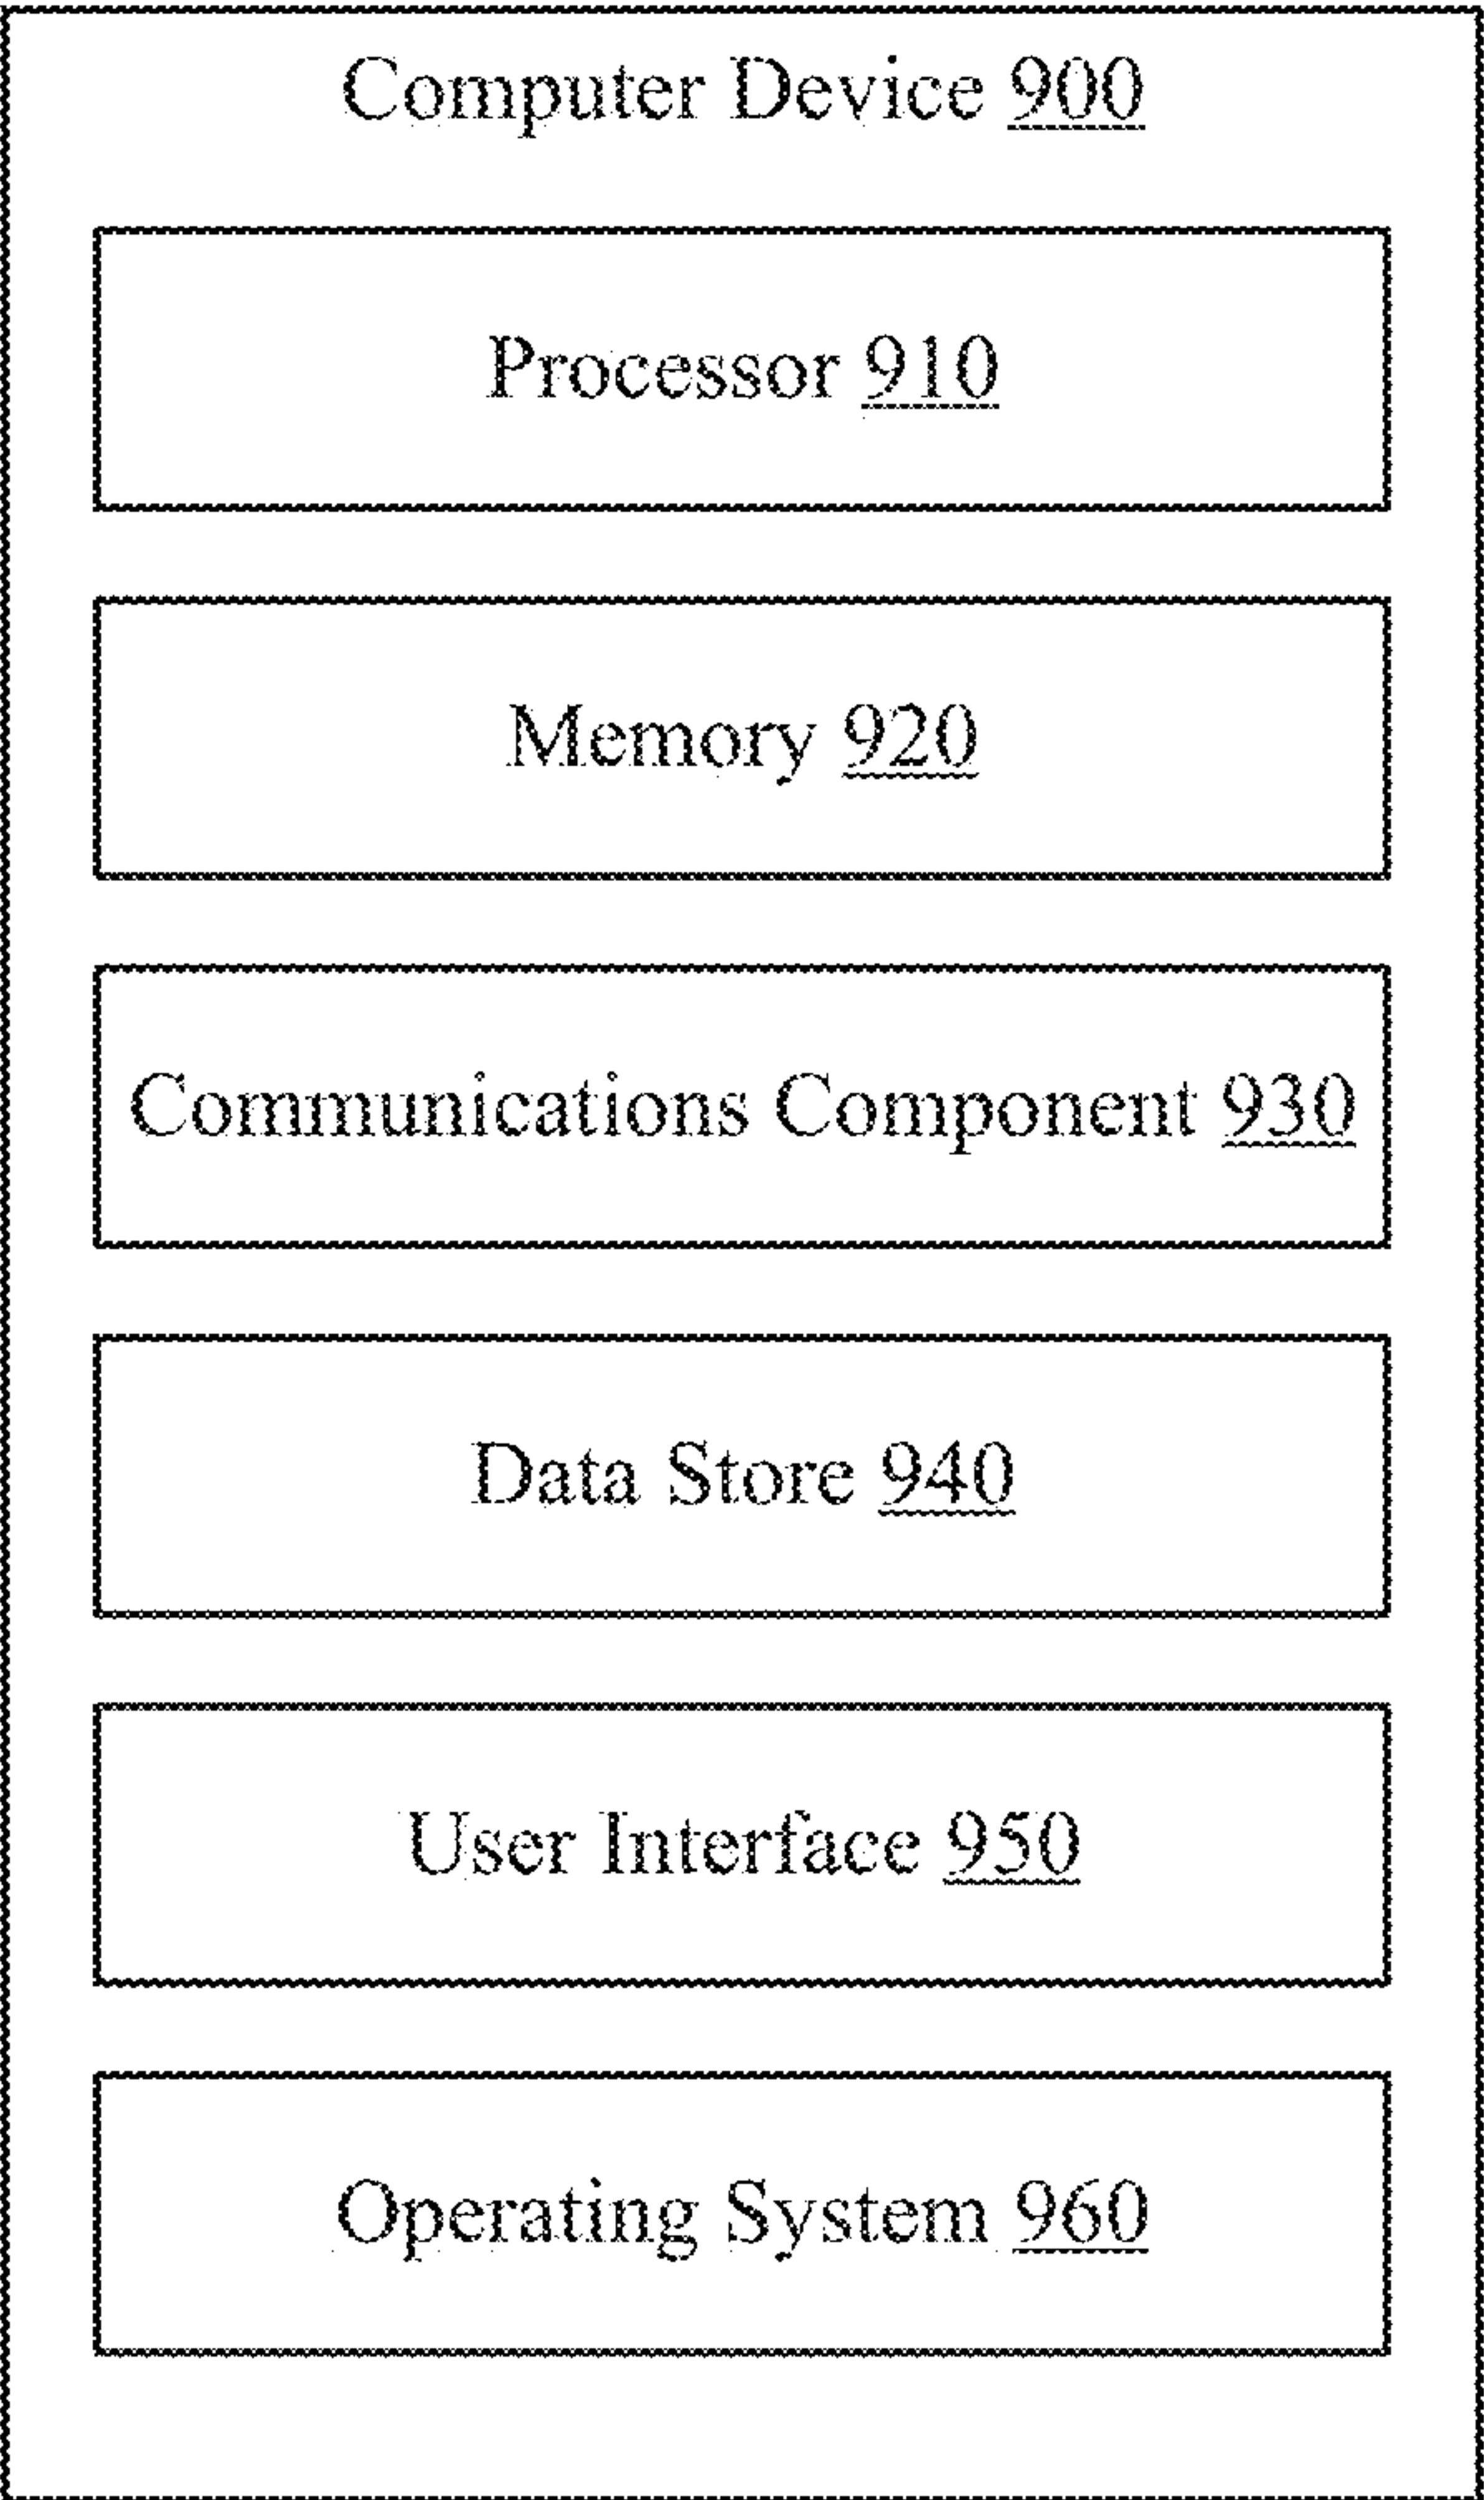 Computer Device 900
Processor 910
Memory 920
Communications Component 930
Data Store 940
User Interface 950
Operating System 960